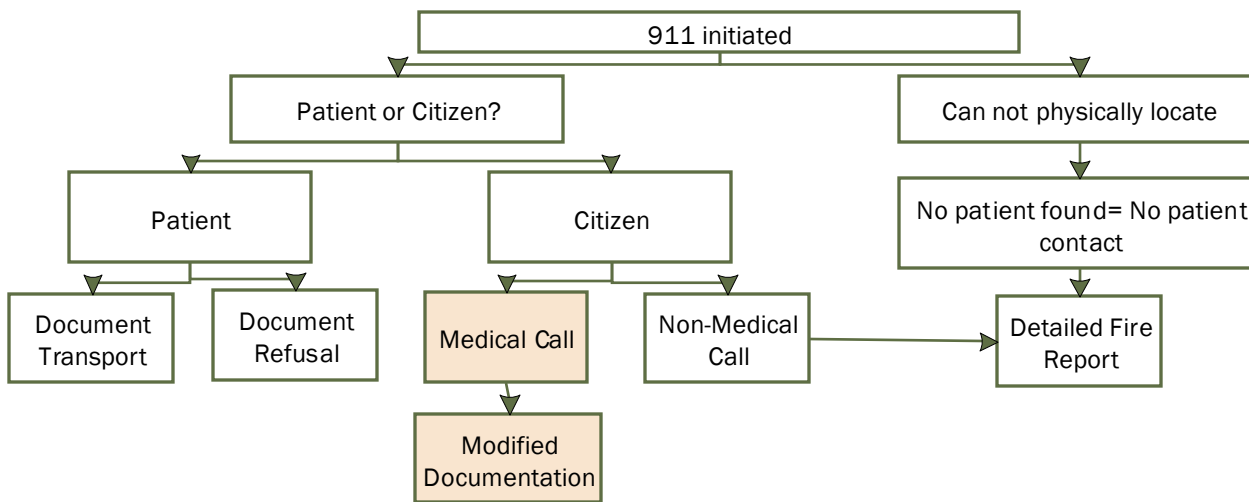 911 initiated
Patient or Citizen?
Can not physically locate
Patient
Citizen
No patient found= No patient
contact
Document
Transport
Document
Refusal
Medical Call
Non-Medical
Call
Detailed Fire
Report
Modified
Documentation